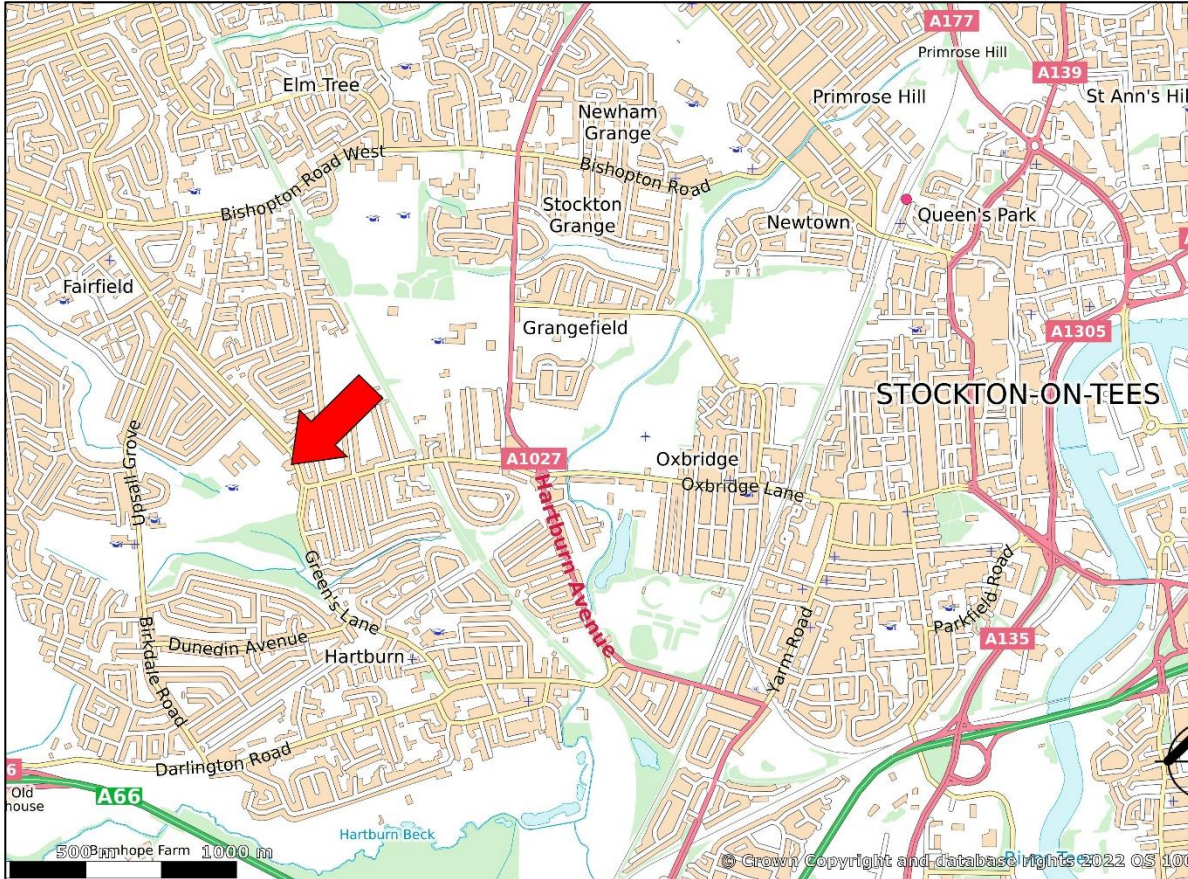 A177
Primrose Hill
A139
Elm Tree
Primrose Hill
St Ann's Hil
Newham
Grange
Bishopton Road West
Bishopton Road
Stockton
Grange
Newtown
Queen's Park
Fairfield
Grangefield
A1305
STOCKTON-ON-TEES
Upsall Grove
A1027
Oxbridge
Oxbridge Lane
Hartburn Avenue
Green's Lane
Parkfield Road
Dunedin Avenue
Hartburn
Birkdale Road
Yarm Road
A135
Darlington Road
6
Old
house
A66
Hartburn Beck
500 m
1000 m
© Crown Copyright and database rights 2022 OS 100